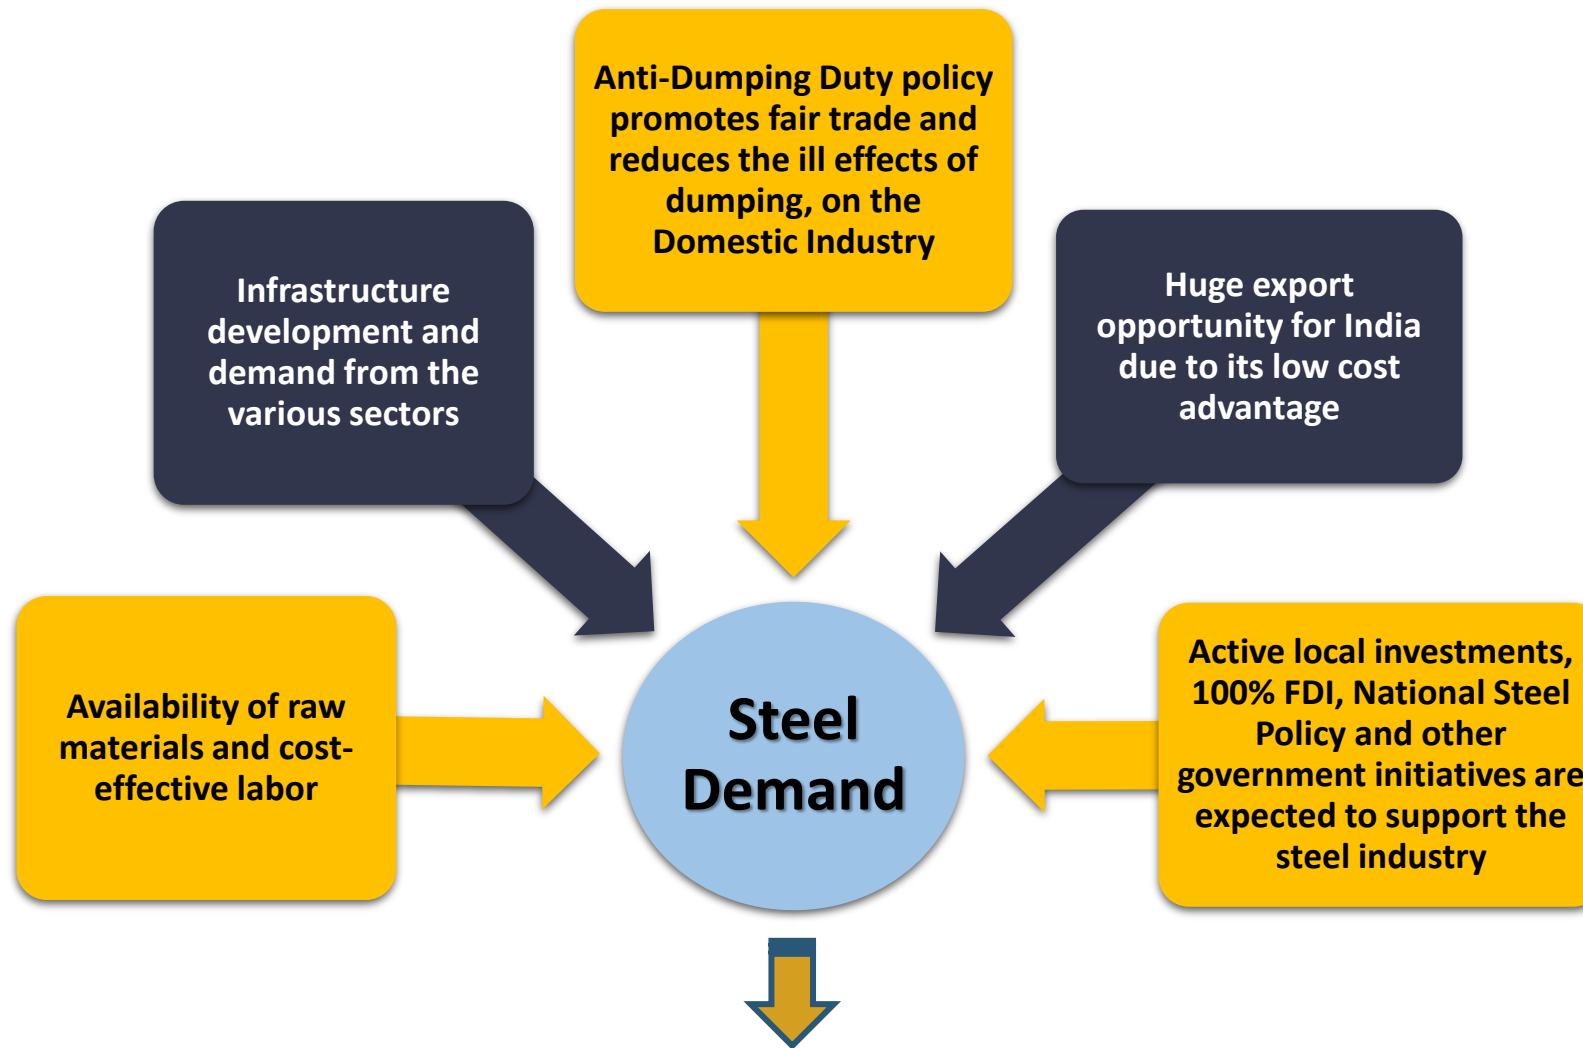 Anti-Dumping Duty policy
promotes fair trade and
reduces the ill effects of
dumping, on the
Domestic Industry
Infrastructure
development and
demand from the
various sectors
Huge export
opportunity for India
due to its low cost
advantage
Availability of raw
materials and cost-
effective labor
Steel
Demand
Active local investments,
100% FDI, National Steel
Policy and other
government initiatives are
expected to support the
steel industry